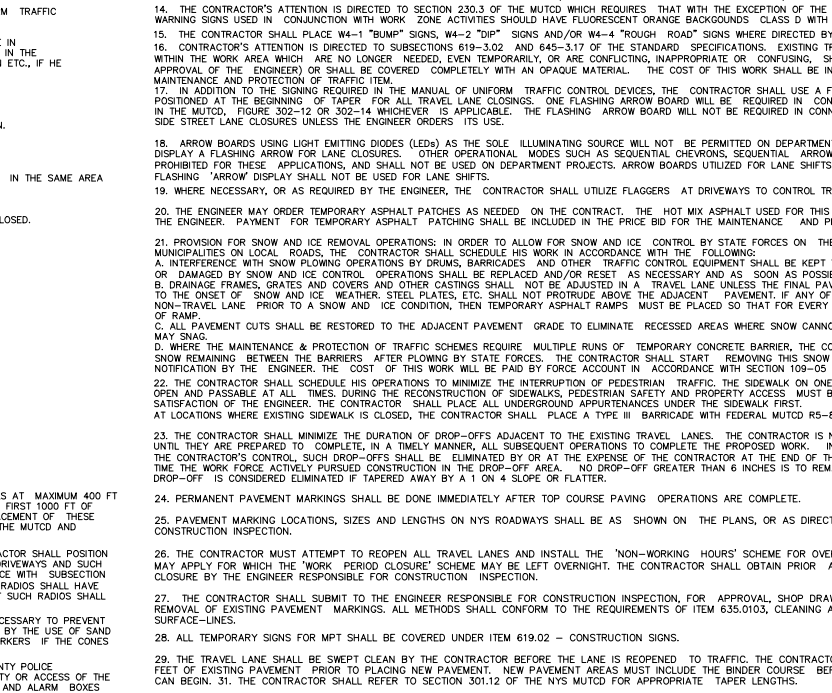 M TRAFFIC
E IN
IN THE
ETC., IF HE
N.
IN THE SAME AREA
LOSED.
S AT MAXIMUM 400 FT
FIRST 1000 FT OF
CEMENT OF THESE
THE MUTCD AND
ACTOR SHALL POSITION
DRIVEWAYS AND SUCH
CE WITH SUBSECTION
RADIOS SHALL HAVE
SUCH RADIOS SHALL
CESSARY TO PREVENT
BY THE USE OF SAND
RKERS IF THE CONES
NTY POLICE
TY OR ACCESS OF THE
AND ALARM BOXES
14. THE CONTRACTOR'S ATTENTION IS DIRECTED TO SECTION 230.3 OF THE MUTCD WHICH REQUIRES THAT WITH THE EXCEPTION OF THE
WARNING SIGNS USED IN CONJUNCTION WITH WORK ZONE ACTIVITIES SHOULD HAVE FLUORESCENT ORANGE BACKGOUNDS CLASS D WITH
15. THE CONTRACTOR SHALL PLACE W4-1 "BUMP" SIGNS, W4-2 "DIP" SIGNS AND/OR W4-4 "ROUGH ROAD" SIGNS WHERE DIRECTED BY
16. CONTRACTOR'S ATTENTION IS DIRECTED TO SUBSECTIONS 619-3.02 AND 645-3.17 OF THE STANDARD SPECIFICATIONS. EXISTING TR
WITHIN THE WORK AREA WHICH ARE NO LONGER NEEDED, EVEN TEMPORARILY, OR ARE CONFLICTING, INAPPROPRIATE OR CONFUSING, SH
APPROVAL OF THE ENGINEER) OR SHALL BE COVERED COMPLETELY WITH AN OPAQUE MATERIAL. THE COST OF THIS WORK SHALL BE IN
MAINTENANCE AND PROTECTION OF TRAFFIC ITEM.
17. IN ADDITION TO THE SIGNING REQUIRED IN THE MANUAL OF UNIFORM TRAFFIC CONTROL DEVICES, THE CONTRACTOR SHALL USE A F
POSITIONED AT THE BEGINNING OF TAPER FOR ALL TRAVEL LANE CLOSINGS. ONE FLASHING ARROW BOARD WILL BE REQUIRED IN CON
IN THE MUTCD, FIGURE 302-12 OR 302-14 WHICHEVER IS APPLICABLE. THE FLASHING ARROW BOARD WILL NOT BE REQUIRED IN CONN
SIDE STREET LANE CLOSURES UNLESS THE ENGINEER ORDERS ITS USE.
18. ARROW BOARDS USING LIGHT EMITTING DIODES (LEDs) AS THE SOLE ILLUMINATING SOURCE WILL NOT BE PERMITTED ON DEPARTMEN
DISPLAY A FLASHING ARROW FOR LANE CLOSURES. OTHER OPERATIONAL MODES SUCH AS SEQUENTIAL CHEVRONS, SEQUENTIAL ARROW
PROHIBITED FOR THESE APPLICATIONS, AND SHALL NOT BE USED ON DEPARTMENT PROJECTS. ARROW BOARDS UTILIZED FOR LANE SHIFTS
FLASHING 'ARROW' DISPLAY SHALL NOT BE USED FOR LANE SHIFTS.
19. WHERE NECESSARY, OR AS REQUIRED BY THE ENGINEER, THE CONTRACTOR SHALL UTILIZE FLAGGERS AT DRIVEWAYS TO CONTROL TR
20. THE ENGINEER MAY ORDER TEMPORARY ASPHALT PATCHES AS NEEDED ON THE CONTRACT. THE HOT MIX ASPHALT USED FOR THIS
THE ENGINEER. PAYMENT FOR TEMPORARY ASPHALT PATCHING SHALL BE INCLUDED IN THE PRICE BID FOR THE MAINTENANCE AND P
21. PROVISION FOR SNOW AND ICE REMOVAL OPERATIONS: IN ORDER TO ALLOW FOR SNOW AND ICE CONTROL BY STATE FORCES ON THE
MUNICIPALITIES ON LOCAL ROADS, THE CONTRACTOR SHALL SCHEDULE HIS WORK IN ACCORDANCE WITH THE FOLLOWING:
A. INTERFERENCE WITH SNOW PLOWING OPERATIONS BY DRUMS, BARRICADES AND OTHER TRAFFIC CONTROL EQUIPMENT SHALL BE KEPT
OR DAMAGED BY SNOW AND ICE CONTROL OPERATIONS SHALL BE REPLACED AND/OR RESET AS NECESSARY AND AS SOON AS POSSIE
B. DRAINAGE FRAMES, GRATES AND COVERS AND OTHER CASTINGS SHALL NOT BE ADJUSTED IN A TRAVEL LANE UNLESS THE FINAL PAV
TO THE ONSET OF SNOW AND ICE WEATHER. STEEL PLATES, ETC. SHALL NOT PROTRUDE ABOVE THE ADJACENT PAVEMENT. IF ANY OF
NON-TRAVEL LANE PRIOR TO A SNOW AND ICE CONDITION, THEN TEMPORARY ASPHALT RAMPS MUST BE PLACED SO THAT FOR EVERY
OF RAMP.
C. ALL PAVEMENT CUTS SHALL BE RESTORED TO THE ADJACENT PAVEMENT GRADE TO ELIMINATE RECESSED AREAS WHERE SNOW CANNO
MAY SNAG.
D. WHERE THE MAINTENANCE & PROTECTION OF TRAFFIC SCHEMES REQUIRE MULTIPLE RUNS OF TEMPORARY CONCRETE BARRIER, THE CO
SNOW REMAINING BETWEEN THE BARRIERS AFTER PLOWING BY STATE FORCES. THE CONTRACTOR SHALL START REMOVING THIS SNOW
NOTIFICATION BY THE ENGINEER. THE COST OF THIS WORK WILL BE PAID BY FORCE ACCOUNT IN ACCORDANCE WITH SECTION 109-05
22. THE CONTRACTOR SHALL SCHEDULE HIS OPERATIONS TO MINIMIZE THE INTERRUPTION OF PEDESTRIAN TRAFFIC. THE SIDEWALK ON ONE
OPEN AND PASSABLE AT ALL TIMES. DURING THE RECONSTRUCTION OF SIDEWALKS, PEDESTRIAN SAFETY AND PROPERTY ACCESS MUST B
SATISFACTION OF THE ENGINEER. THE CONTRACTOR SHALL PLACE ALL UNDERGROUND APPURTENANCES UNDER THE SIDEWALK FIRST.
AT LOCATIONS WHERE EXISTING SIDEWALK IS CLOSED, THE CONTRACTOR SHALL PLACE A TYPE III BARRICADE WITH FEDERAL MUTCD R5-8
23. THE CONTRACTOR SHALL MINIMIZE THE DURATION OF DROP-OFFS ADJACENT TO THE EXISTING TRAVEL LANES. THE CONTRACTOR IS N
UNTIL THEY ARE PREPARED TO COMPLETE, IN A TIMELY MANNER, ALL SUBSEQUENT OPERATIONS TO COMPLETE THE PROPOSED WORK. IN
THE CONTRACTOR'S CONTROL, SUCH DROP-OFFS SHALL BE ELIMINATED BY OR AT THE EXPENSE OF THE CONTRACTOR AT THE END OF TH
TIME THE WORK FORCE ACTIVELY PURSUED CONSTRUCTION IN THE DROP-OFF AREA. NO DROP-OFF GREATER THAN 6 INCHES IS TO REM
DROP-OFF IS CONSIDERED ELIMINATED IF TAPERED AWAY BY A 1 ON 4 SLOPE OR FLATTER.
24. PERMANENT PAVEMENT MARKINGS SHALL BE DONE IMMEDIATELY AFTER TOP COURSE PAVING OPERATIONS ARE COMPLETE.
25. PAVEMENT MARKING LOCATIONS, SIZES AND LENGTHS ON NYS ROADWAYS SHALL BE AS SHOWN ON THE PLANS, OR AS DIRECT
CONSTRUCTION INSPECTION.
26. THE CONTRACTOR MUST ATTEMPT TO REOPEN ALL TRAVEL LANES AND INSTALL THE 'NON-WORKING HOURS' SCHEME FOR OVER
MAY APPLY FOR WHICH THE 'WORK PERIOD CLOSURE' SCHEME MAY BE LEFT OVERNIGHT. THE CONTRACTOR SHALL OBTAIN PRIOR A
CLOSURE BY THE ENGINEER RESPONSIBLE FOR CONSTRUCTION INSPECTION.
27. THE CONTRACTOR SHALL SUBMIT TO THE ENGINEER RESPONSIBLE FOR CONSTRUCTION INSPECTION, FOR APPROVAL, SHOP DRAW
REMOVAL OF EXISTING PAVEMENT MARKINGS. ALL METHODS SHALL CONFORM TO THE REQUIREMENTS OF ITEM 635.0103, CLEANING A
SURFACE-LINES.
28. ALL TEMPORARY SIGNS FOR MPT SHALL BE COVERED UNDER ITEM 619.02 – CONSTRUCTION SIGNS.
29. THE TRAVEL LANE SHALL BE SWEPT CLEAN BY THE CONTRACTOR BEFORE THE LANE IS REOPENED TO TRAFFIC. THE CONTRACTO
FEET OF EXISTING PAVEMENT PRIOR TO PLACING NEW PAVEMENT. NEW PAVEMENT AREAS MUST INCLUDE THE BINDER COURSE BEF
CAN BEGIN. 31. THE CONTRACTOR SHALL REFER TO SECTION 301.12 OF THE NYS MUTCD FOR APPROPRIATE TAPER LENGTHS.